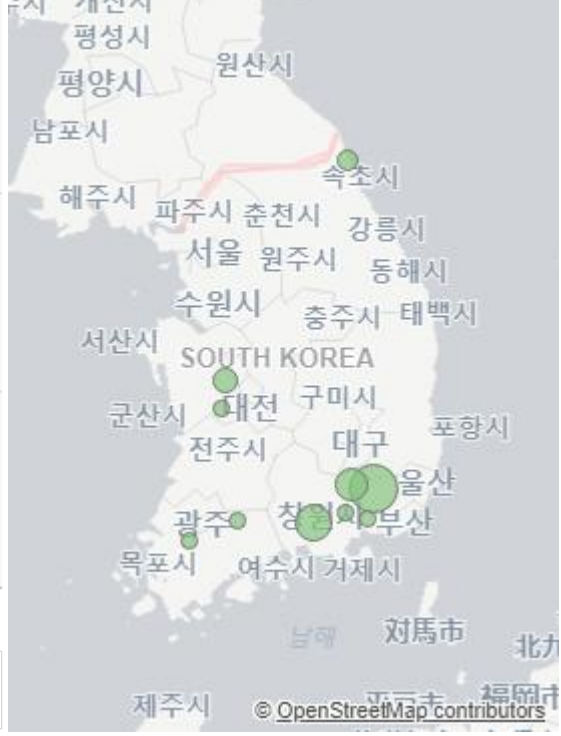 개천시
평성시
원산시
평양시
남포시
속초시
해주시
파주시 춘천시
강릉시
서울 원주시
동해시
수원시
충주시 태백시
서산시
SOUTH KOREA
대전 구미시
군산시
포항시
전주시 대구
울산
광주 부산
목포시 여수시 거제시
남해 対馬市
제주시
© OpenStreetMap contributors